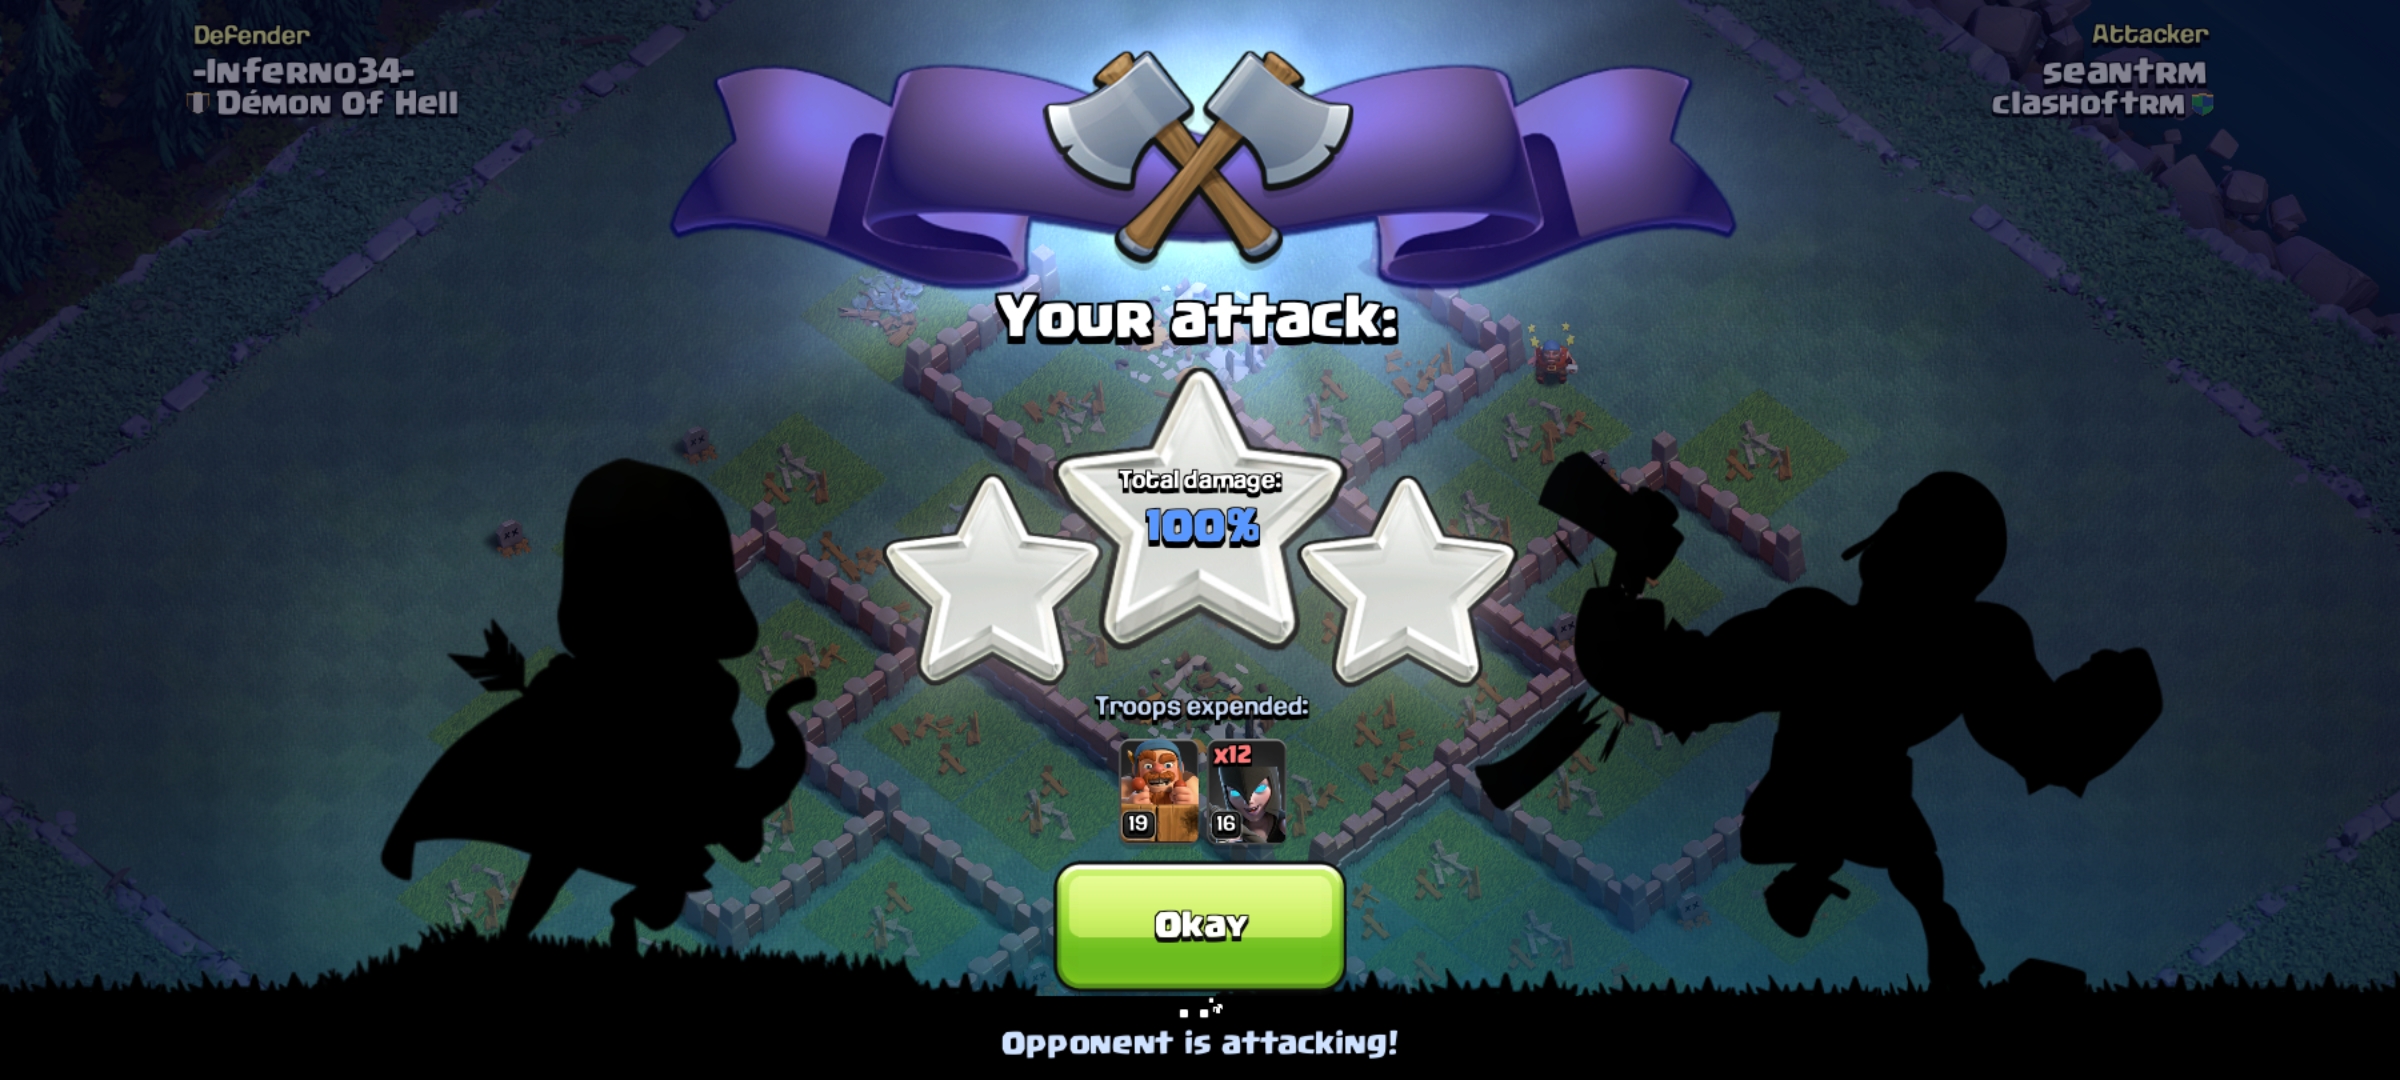 Defender
-Inferno34-
Démon Of Hell
Attacker
seantrm
clashoftrm
Your attack:
Total damage:
100%
Troops expended:
x12
19
16
Okay
Opponent is attacking!